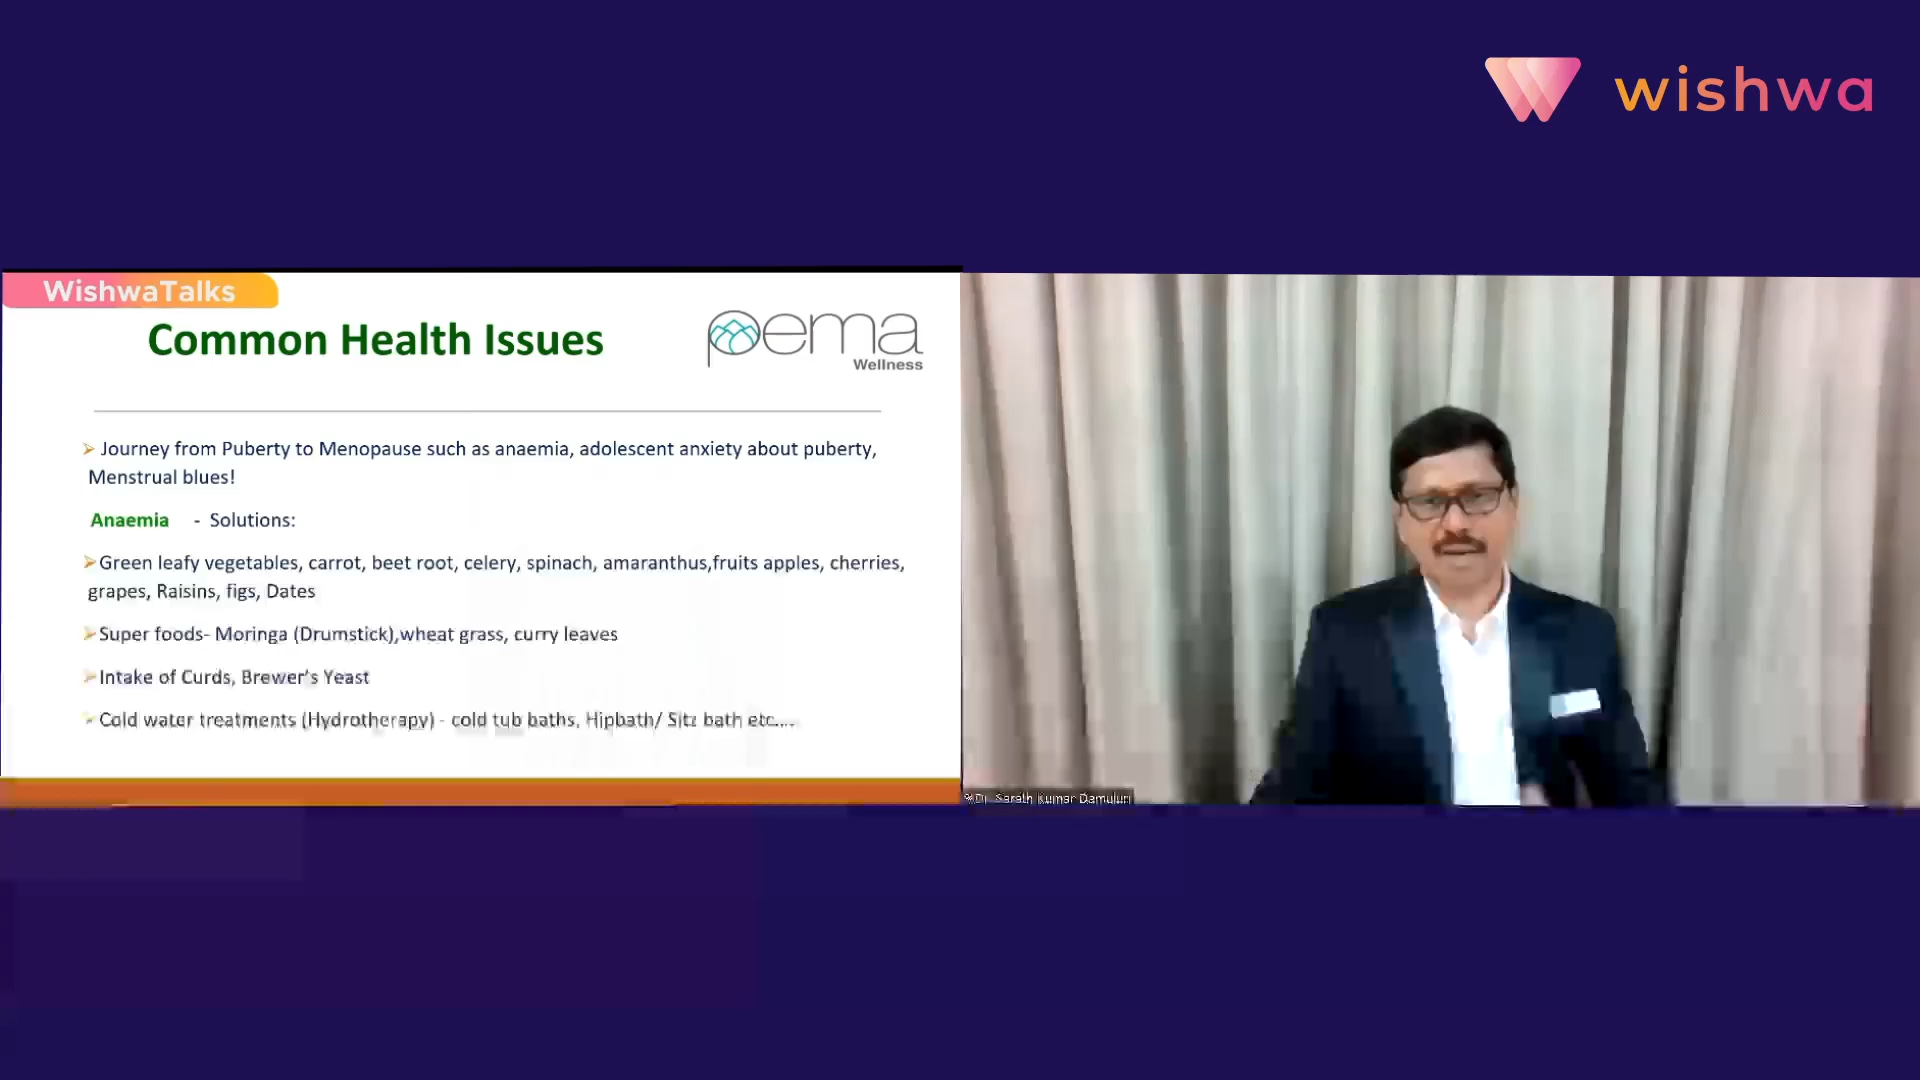 wishwa
WishwaTalks
Common Health Issues
pema
Wellness
➢ Journey from Puberty to Menopause such as anaemia, adolescent anxiety about puberty,
Menstrual blues!
Anaemia - Solutions:
➢Green leafy vegetables, carrot, beet root, celery, spinach, amaranthus,fruits apples, cherries,
grapes, Raisins, figs, Dates
➢Super foods- Moringa (Drumstick),wheat grass, curry leaves
➢Intake of Curds, Brewer's Yeast
➢Cold water treatments (Hydrotherapy) - cold tub baths, Hipbath/ Sitz bath etc....
Dr. Sarath Kumar Damuluri